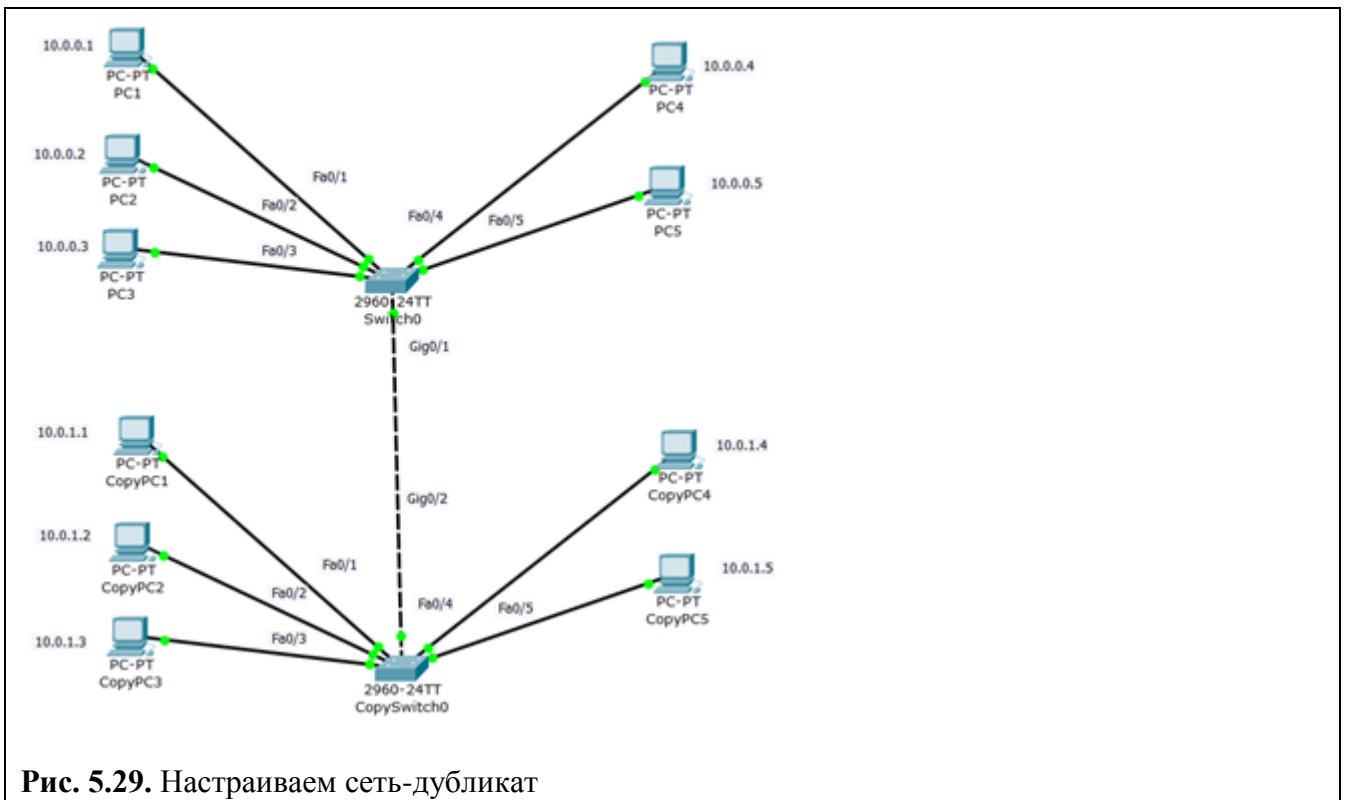 10.0.0.1
PC-PT
PC1
10.0.0.4
PC-PT
PC4
10.0.0.2
PC-PT
PC2
Fa0/1
10.0.0.5
PC-PT
PC5
Fa0/2
Fa0/4
Fa0/5
10.0.0.3
PC-PT
PC3
Fa0/3
2960-24TT
Switch0
Gig0/1
10.0.1.1
PC-PT
CopyPC1
10.0.1.4
PC-PT
CopyPC4
Gig0/2
10.0.1.2
PC-PT
CopyPC2
Fa0/1
10.0.1.5
PC-PT
CopyPC5
Fa0/2
Fa0/4
Fa0/5
10.0.1.3
PC-PT
CopyPC3
Fa0/3
2960-24TT
CopySwitch0
Рис. 5.29. Настраиваем сеть-дубликат